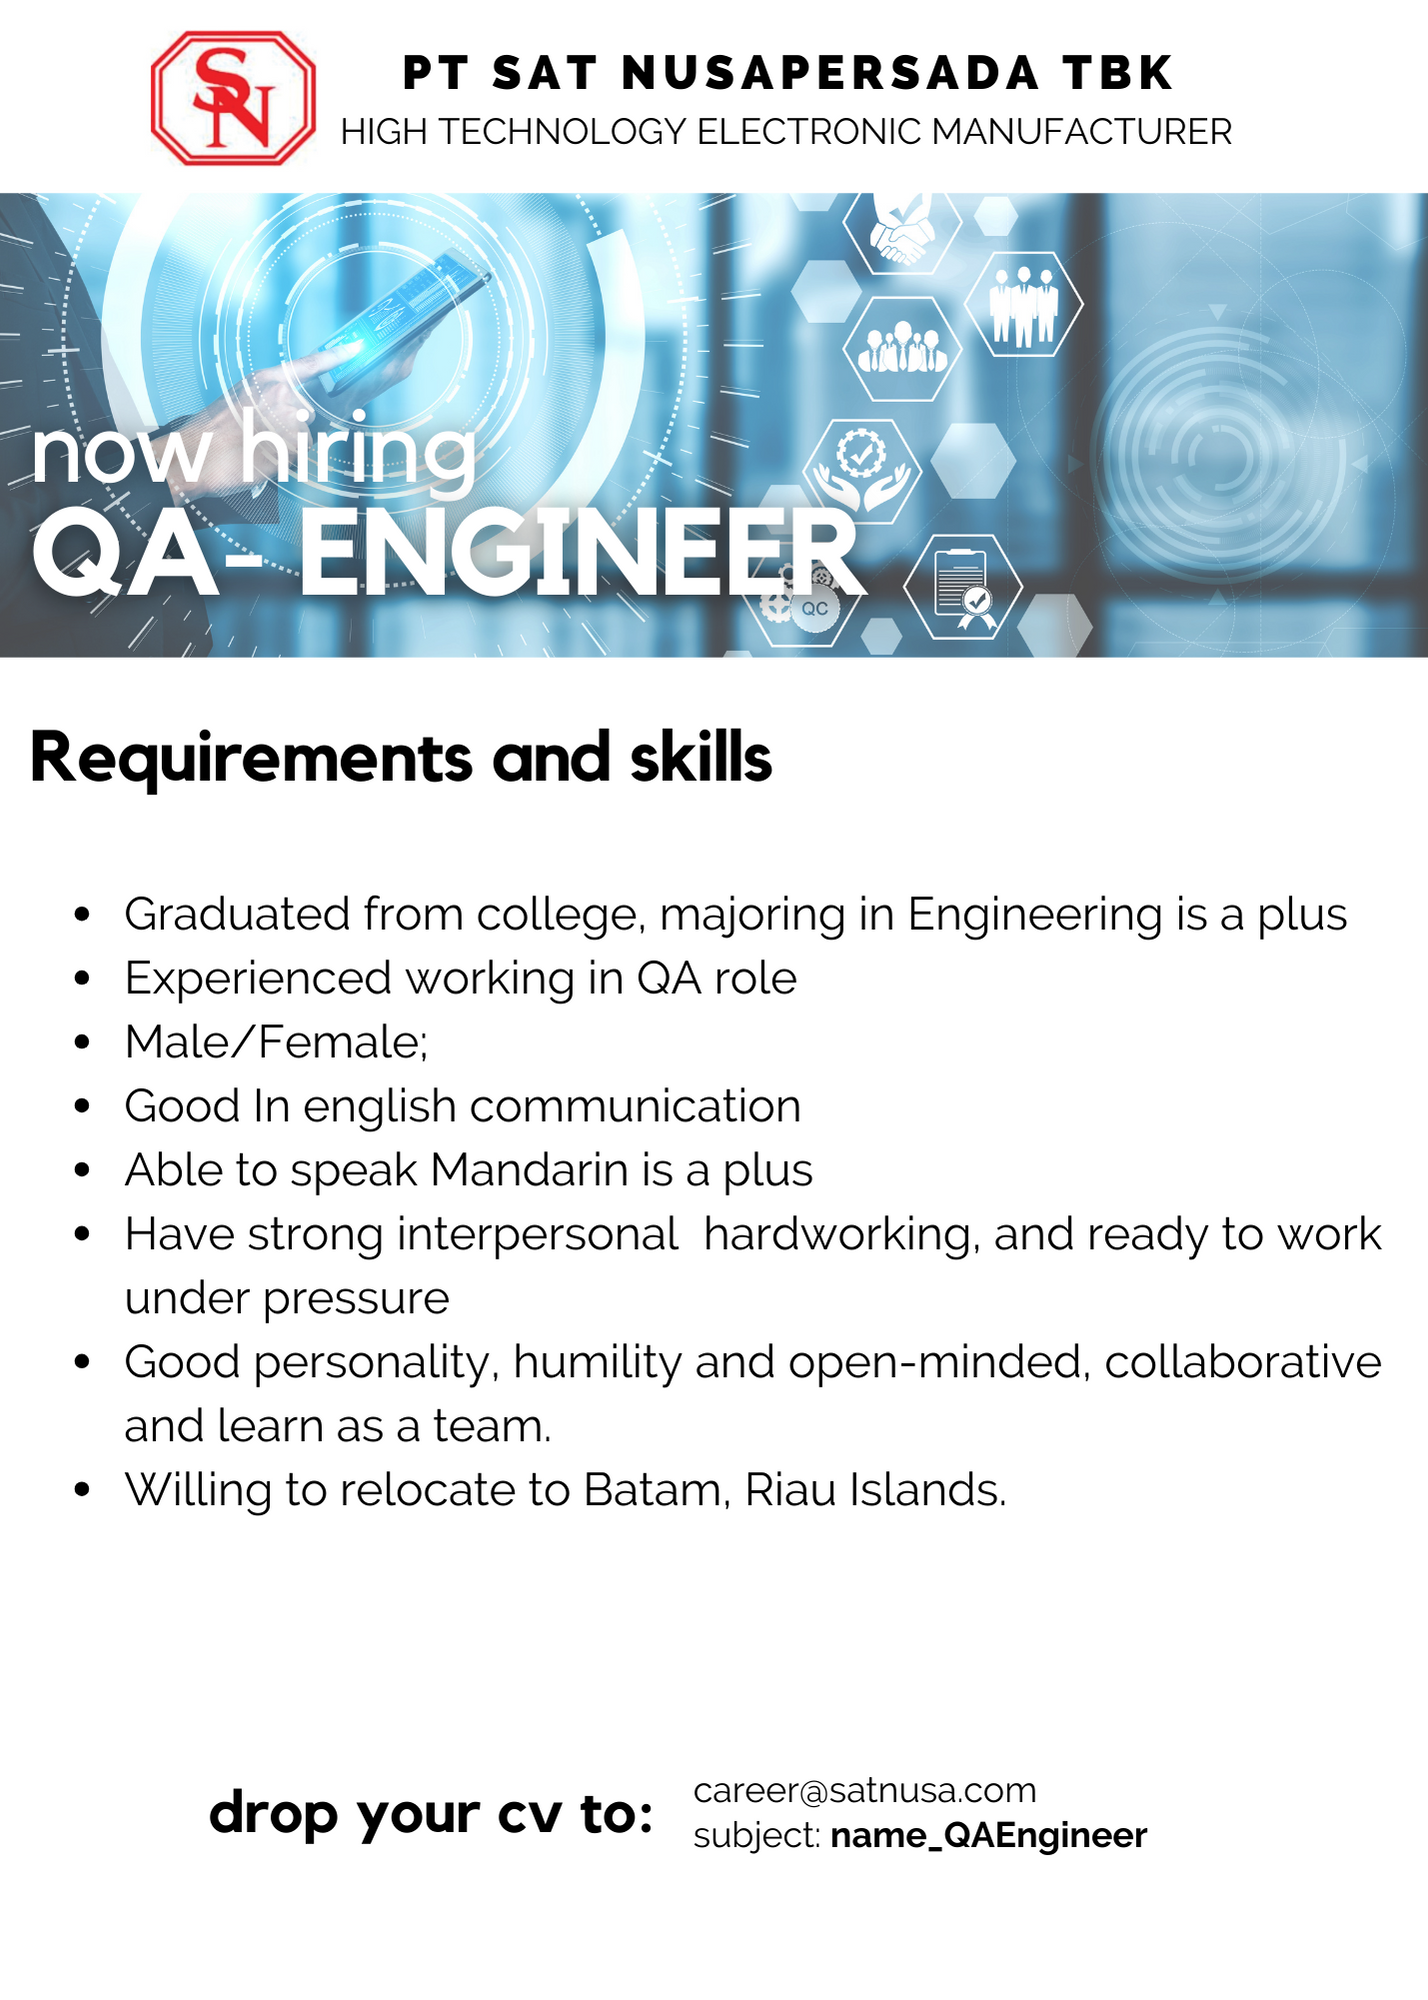 SN
PT SAT NUSAPERSADA TBK
HIGH TECHNOLOGY ELECTRONIC MANUFACTURER
now hiring
QA- ENGINEER
QC
Requirements and skills
• Graduated from college, majoring in Engineering is a plus
• Experienced working in QA role
• Male/Female;
• Good In english communication
• Able to speak Mandarin is a plus
• Have strong interpersonal  hardworking, and ready to work
under pressure
• Good personality, humility and open-minded, collaborative
and learn as a team.
• Willing to relocate to Batam, Riau Islands.
drop your cv to:
career@satnusa.com
subject: name_QAEngineer